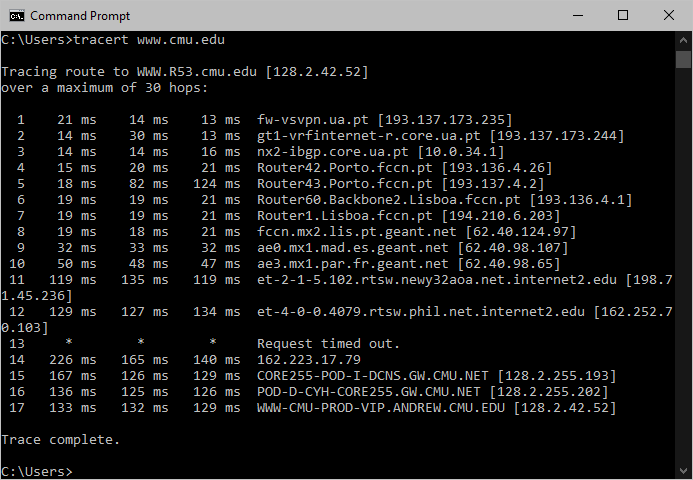 Command Prompt
C:\Users>tracert www.cmu.edu
Tracing route to WWW.R53.cmu.edu [128.2.42.52]
over a maximum of 30 hops:
1 21 ms 14 ms 13 ms fw-vsvpn.ua.pt [193.137.173.235]
2 14 ms 30 ms 13 ms gt1-vrfinternet-r.core.ua.pt [193.137.173.244]
3 14 ms 14 ms 16 ms nx2-ibgp.core.ua.pt [10.0.34.1]
4 15 ms 20 ms 21 ms Router42.Porto.fccn.pt [193.136.4.26]
5 18 ms 82 ms 124 ms Router43.Porto.fccn.pt [193.137.4.2]
6 19 ms 19 ms 21 ms Router60.Backbone2.Lisboa.fccn.pt [193.136.4.1]
7 19 ms 19 ms 21 ms Router1.Lisboa.fccn.pt [194.210.6.203]
8 19 ms 18 ms 21 ms fccn.mx2.lis.pt.geant.net [62.40.124.97]
9 32 ms 33 ms 32 ms ae0.mx1.mad.es.geant.net [62.40.98.107]
10 50 ms 48 ms 47 ms ae3.mx1.par.fr.geant.net [62.40.98.65]
11 119 ms 135 ms 119 ms et-2-1-5.102.rtsw.newy32aoa.net.internet2.edu [198.7
1.45.236]
12 129 ms 127 ms 134 ms et-4-0-0.4079.rtsw.phil.net.internet2.edu [162.252.7
0.103]
13 * * * Request timed out.
14 226 ms 165 ms 140 ms 162.223.17.79
15 167 ms 126 ms 129 ms CORE255-POD-I-DCNS.GW.CMU.NET [128.2.255.193]
16 136 ms 125 ms 126 ms POD-D-CYH-CORE255.GW.CMU.NET [128.2.255.202]
17 133 ms 132 ms 129 ms WWW-CMU-PROD-VIP.ANDREW.CMU.EDU [128.2.42.52]
Trace complete.
C:\Users>